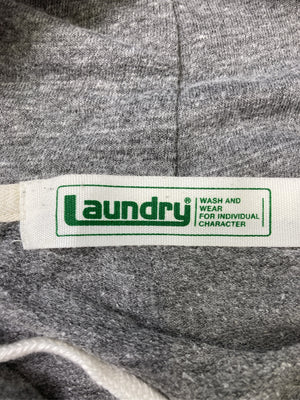 Laundry®
WASH AND
WEAR
FOR INDIVIDUAL
CHARACTER